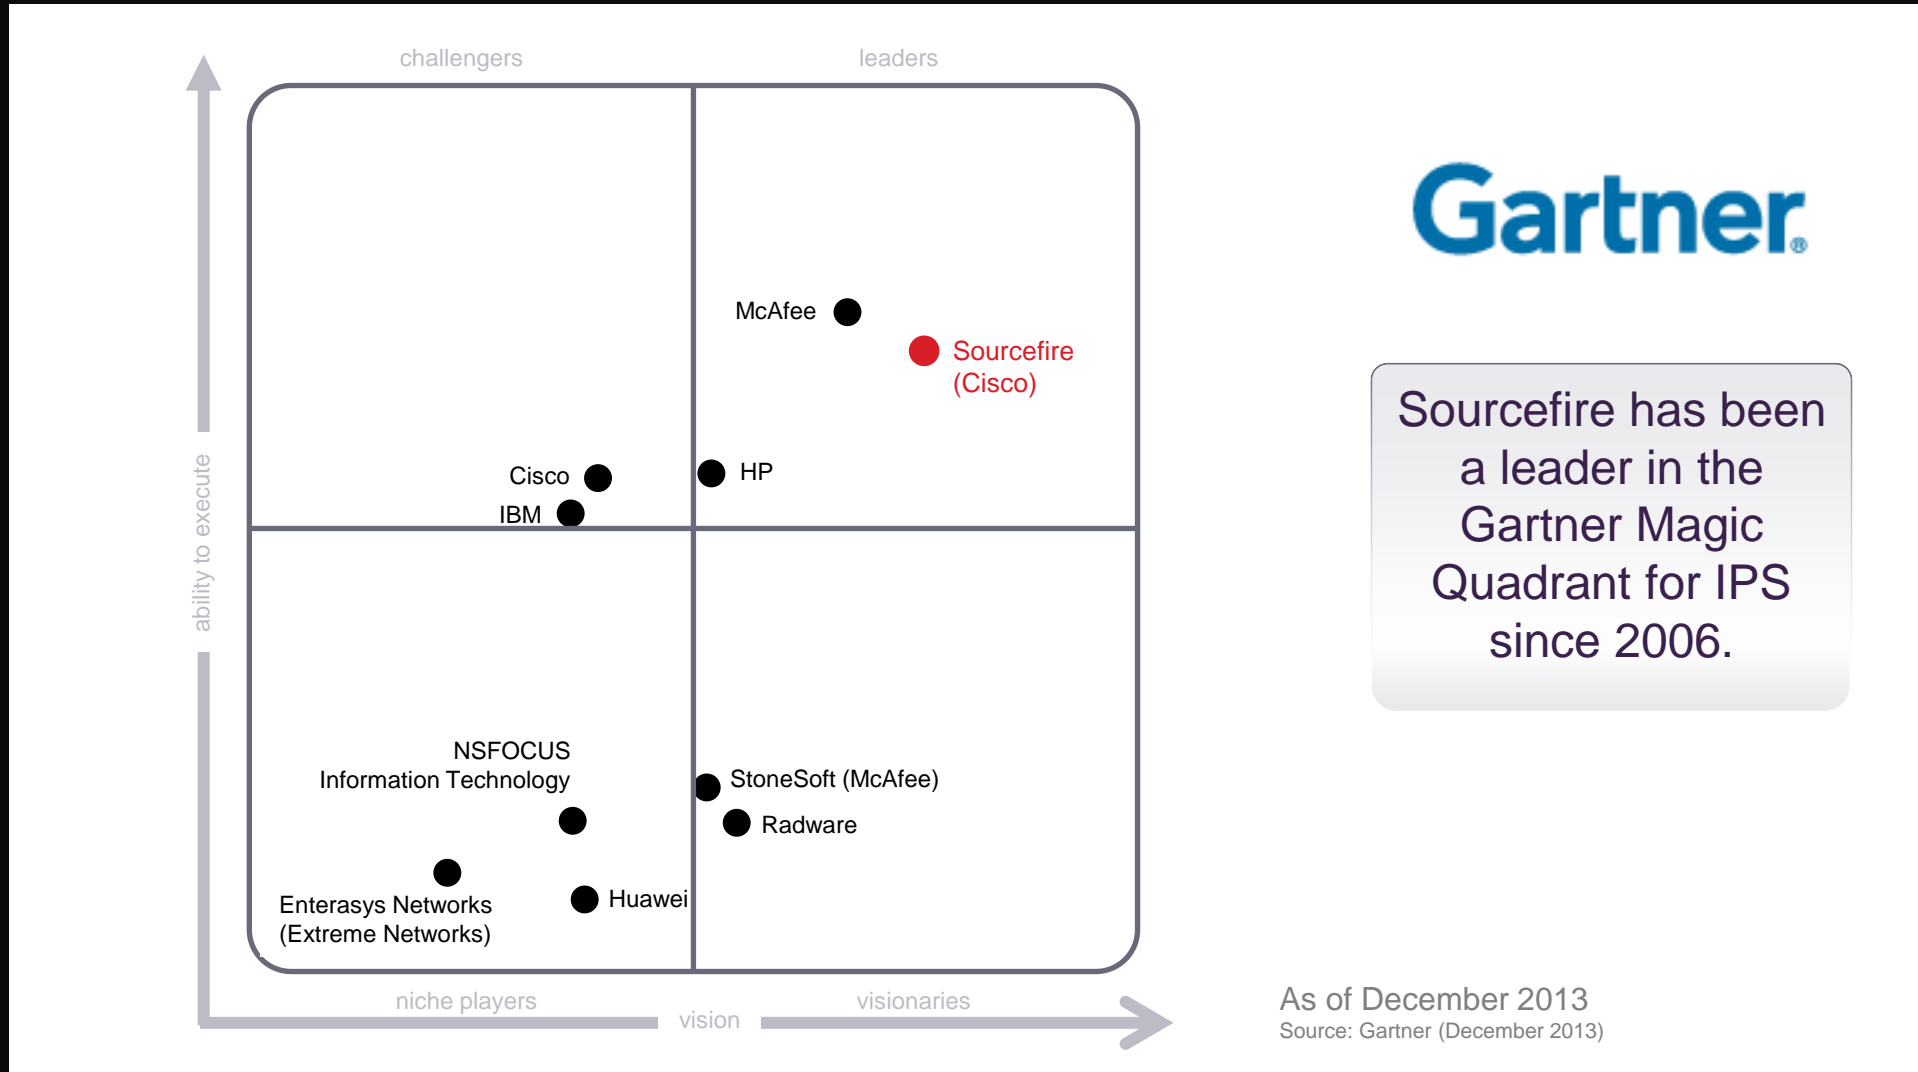 challengers
leaders
McAfee
Sourcefire
(Cisco)
Cisco
HP
IBM
ability to execute
NSFOCUS
Information Technology
StoneSoft (McAfee)
Radware
Enterasys Networks
(Extreme Networks)
Huawei
niche players
visionaries
vision
Gartner®
Sourcefire has been
a leader in the
Gartner Magic
Quadrant for IPS
since 2006.
As of December 2013
Source: Gartner (December 2013)